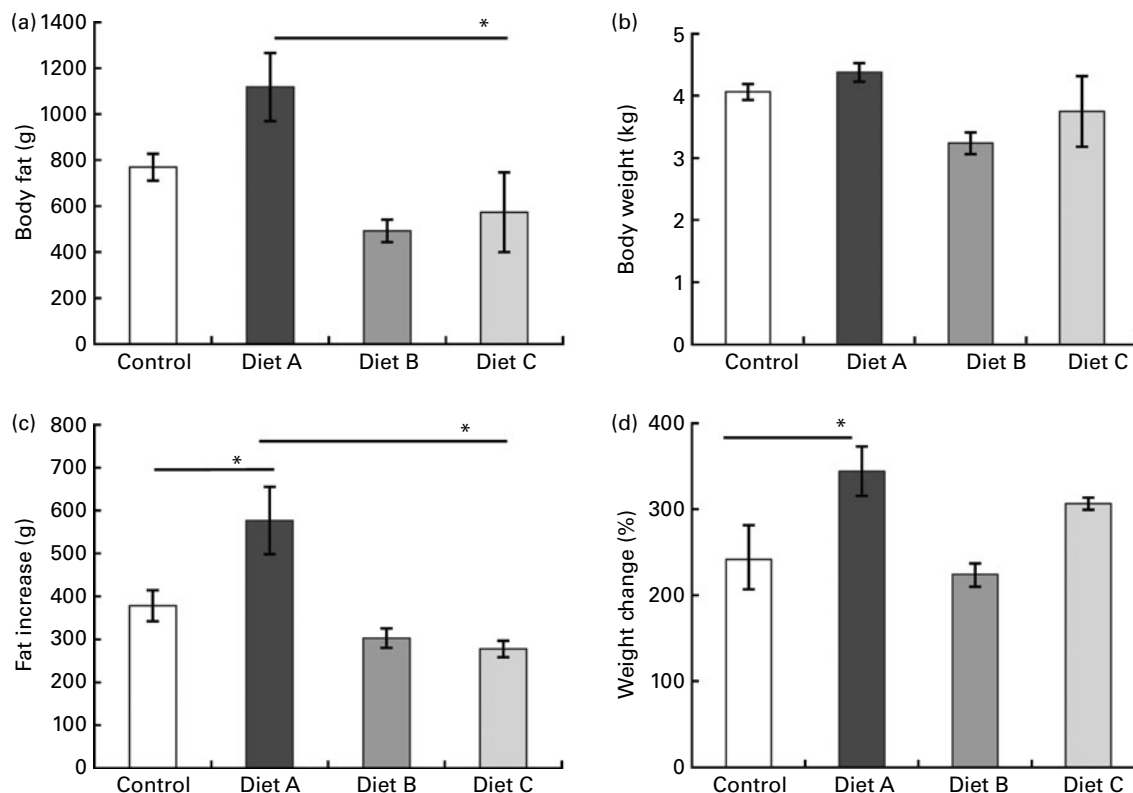 (a)
Body fat (g)
1400
1200
1000
800
600
400
200
0
*
Control Diet A Diet B Diet C
(b)
Body weight (kg)
5
4
3
2
1
0
Control Diet A Diet B Diet C
(c)
Fat increase (g)
800
700
600
500
400
300
200
100
0
*
*
Control Diet A Diet B Diet C
(d)
Weight change (%)
400
300
200
100
0
*
Control Diet A Diet B Diet C